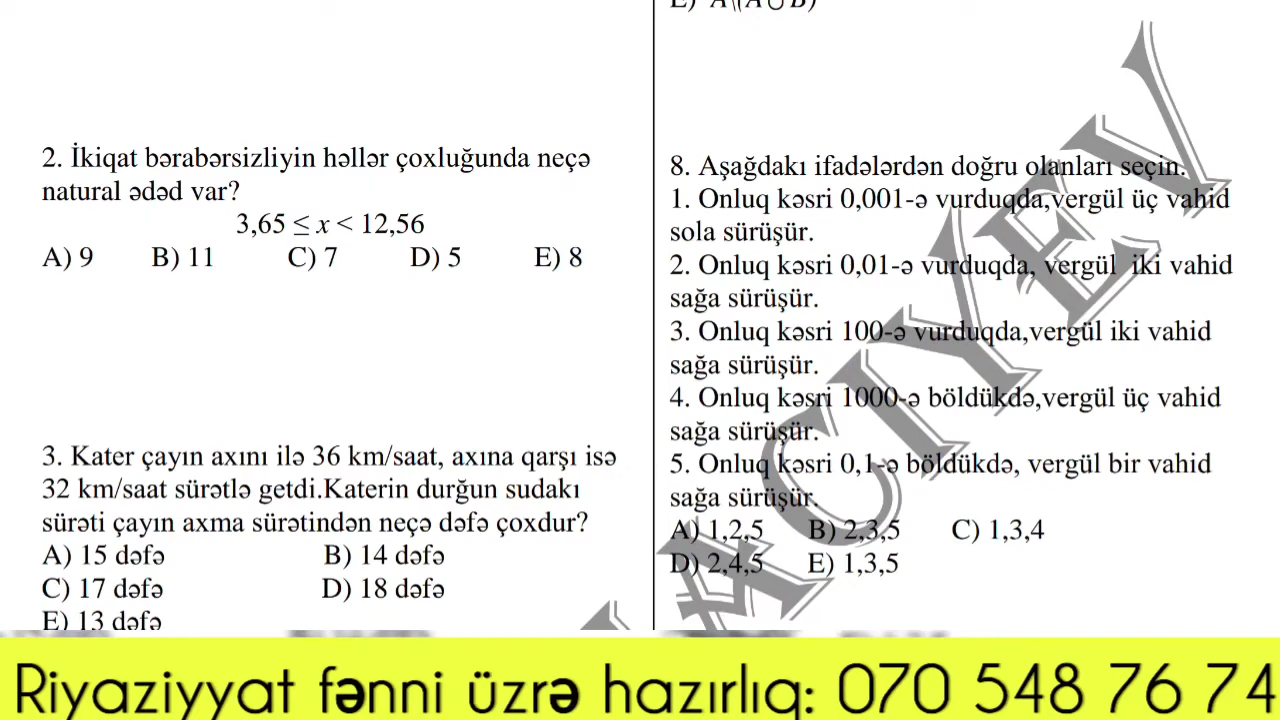 2. İkiqat bərabərsizliyin həllər çoxluğunda neçə
natural ədəd var?
3,65 ≤ x < 12,56
A) 9 B) 11 C) 7 D) 5 E) 8
3. Kater çayın axını ilə 36 km/saat, axına qarşı isə
32 km/saat sürətlə getdi.Katerin durğun sudakı
sürəti çayın axma sürətindən neçə dəfə çoxdur?
A) 15 dəfə B) 14 dəfə
C) 17 dəfə D) 18 dəfə
E) 13 dəfə
E) A\(A∪B)
8. Aşağdakı ifadələrdən doğru olanları seçin.
1. Onluq kəsri 0,001-ə vurduqda,vergül üç vahid
sola sürüşür.
2. Onluq kəsri 0,01-ə vurduqda, vergül iki vahid
sağa sürüşür.
3. Onluq kəsri 100-ə vurduqda,vergül iki vahid
sağa sürüşür.
4. Onluq kəsri 1000-ə böldükdə,vergül üç vahid
sağa sürüşür.
5. Onluq kəsri 0,1-ə böldükdə, vergül bir vahid
sağa sürüşür.
A) 1,2,5 B) 2,3,5 C) 1,3,4
D) 2,4,5 E) 1,3,5
ACIYEV
Riyaziyyat fənni üzrə hazırlıq: 070 548 76 74